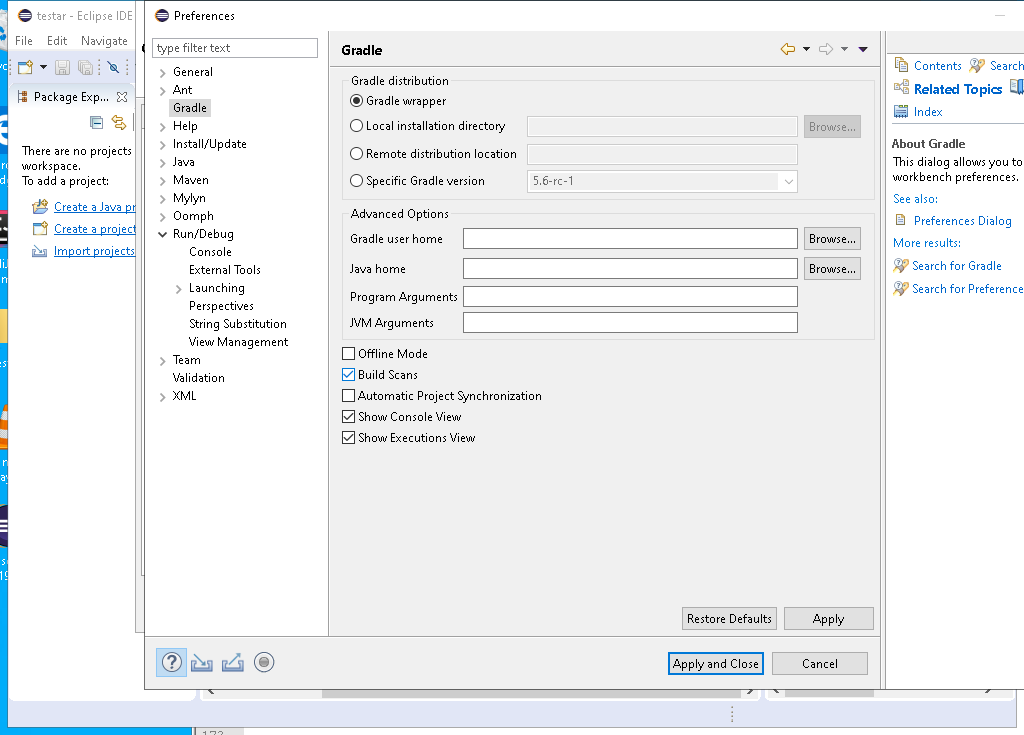 testar - Eclipse IDE
File Edit Navigate
Package Exp...
There are no projects
workspace.
To add a project:
Create a Java pr
Create a project
Import projects
Preferences
type filter text
General
Ant
Gradle
Help
Install/Update
Java
Maven
Mylyn
Oomph
Run/Debug
Console
External Tools
Launching
Perspectives
String Substitution
View Management
Team
Validation
XML
Gradle
Gradle distribution
Gradle wrapper
Local installation directory
Browse...
Remote distribution location
Specific Gradle version
5.6-rc-1
Advanced Options
Gradle user home
Browse...
Java home
Browse...
Program Arguments
JVM Arguments
Offline Mode
Build Scans
Automatic Project Synchronization
Show Console View
Show Executions View
Restore Defaults Apply
Apply and Close Cancel
Contents Search
Related Topics
Index
About Gradle
This dialog allows you to
workbench preferences.
See also:
Preferences Dialog
More results:
Search for Gradle
Search for Preference